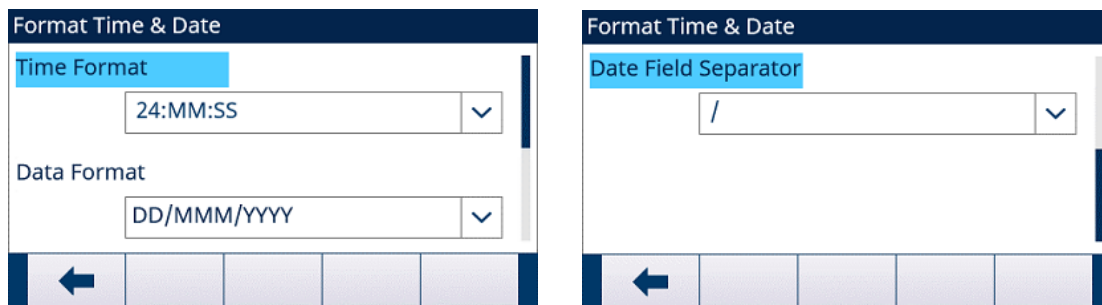 Format Time & Date
Time Format
24:MM:SS
Data Format
DD/MMM/YYYY
Format Time & Date
Date Field Separator
/